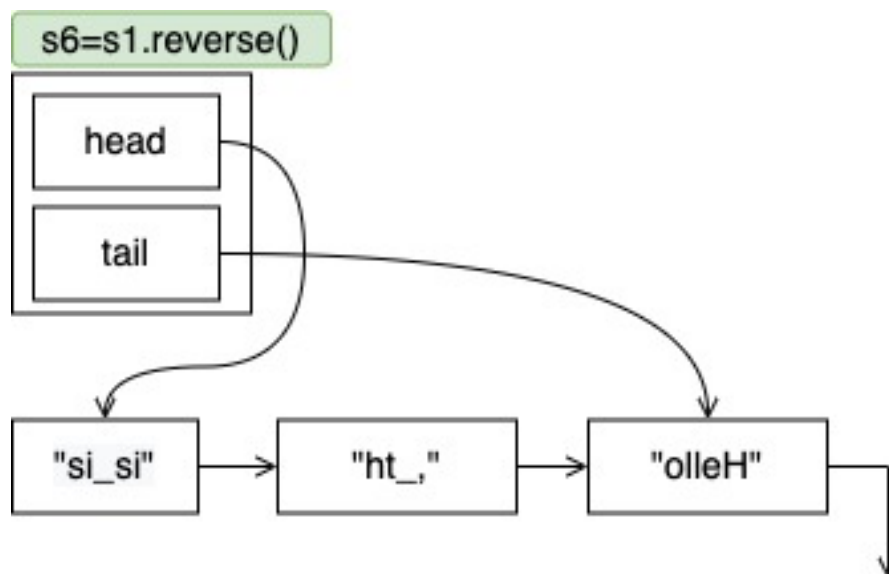 s6=s1.reverse()
head
tail
"si_si"
"ht_,"
"olleH"